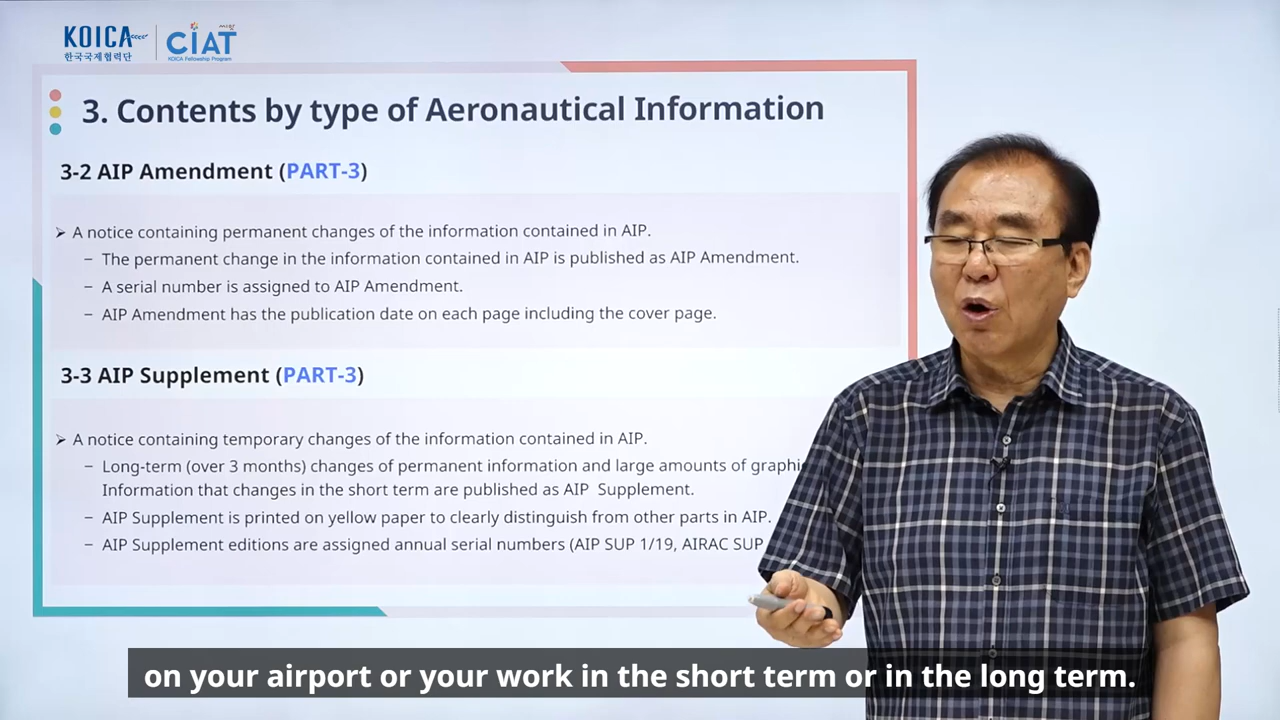 KOICA
한국국제협력단
CIAT
KOICA Fellowship Program
3. Contents by type of Aeronautical Information
3-2 AIP Amendment (PART-3)
➢ A notice containing permanent changes of the information contained in AIP.
– The permanent change in the information contained in AIP is published as AIP Amendment.
– A serial number is assigned to AIP Amendment.
– AIP Amendment has the publication date on each page including the cover page.
3-3 AIP Supplement (PART-3)
➢ A notice containing temporary changes of the information contained in AIP.
– Long-term (over 3 months) changes of permanent information and large amounts of
Information that changes in the short term are published as AIP Supplement.
– AIP Supplement is printed on yellow paper to clearly distinguish from other parts in AIP.
– AIP Supplement editions are assigned annual serial numbers (AIP SUP 1/19, AIRAC SUP
on your airport or your work in the short term or in the long term.